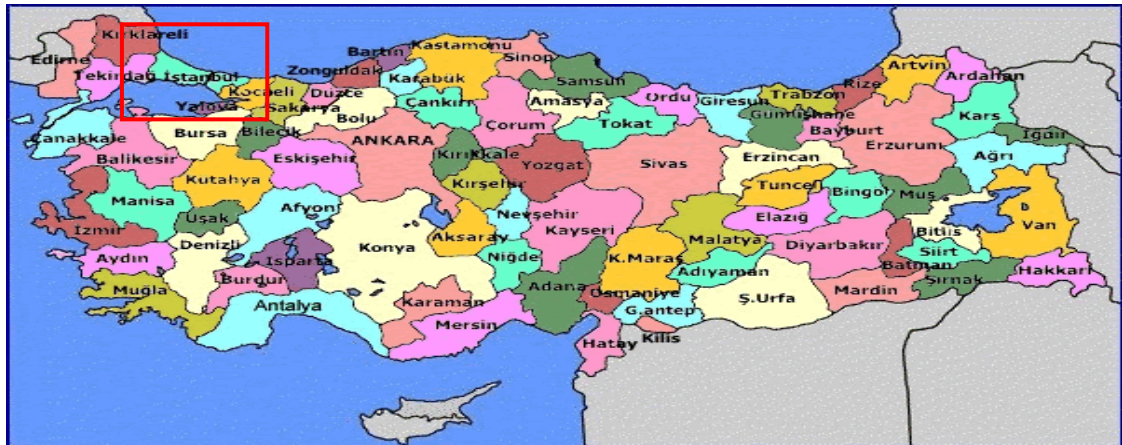 Kırklareli
Edirne
Tekirdağ
İstanbul
Kocaeli
Yalova
Sakarya
Düzce
Zonguldak
Bartın
Karabük
Kastamonu
Sinop
Samsun
Çankırı
Bolu
Bilecik
Bursa
Çanakkale
Balikesir
Kutahya
Eskişehir
ANKARA
Kırıkkale
Çorum
Amasya
Tokat
Ordu
Giresun
Trabzon
Gümüşhane
Rize
Artvin
Ardahan
Bayburt
Kars
Iğdır
Erzurum
Ağrı
Erzincan
Sivas
Yozgat
Kırşehir
Nevşehir
Kayseri
Aksaray
Niğde
Konya
Afyon
Uşak
Manisa
İzmir
Aydın
Denizli
Muğla
Burdur
Isparta
Antalya
Karaman
Mersin
Adana
Osmaniye
K.Maraş
Malatya
Adıyaman
G.antep
Kilis
Hatay
Ş.Urfa
Elazığ
Tunceli
Bingöl
Muş
Bitlis
Van
Diyarbakır
Batman
Siirt
Mardin
Şırnak
Hakkari